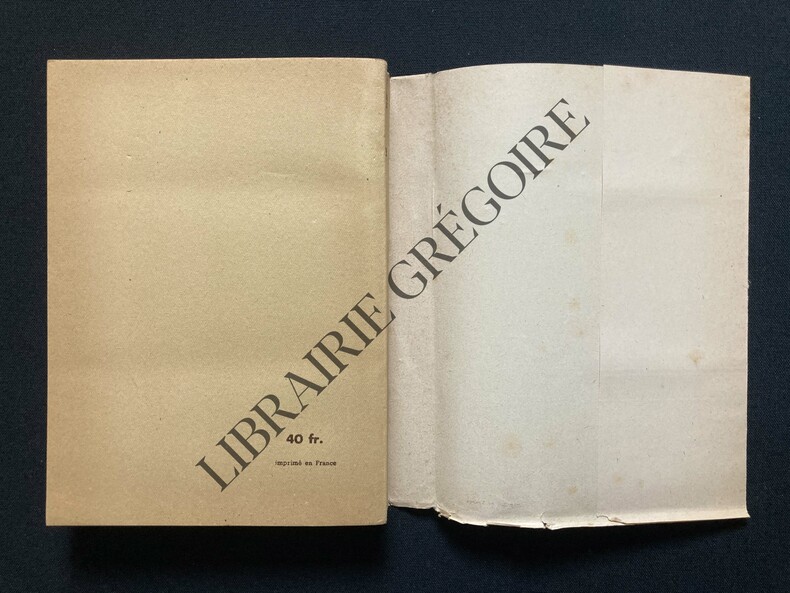 LIBRAIRIE GRÉGOIRE
40 fr.
imprimé en France